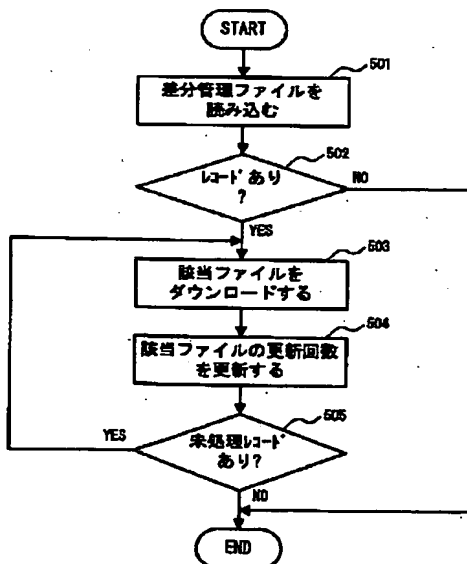 START
501
差分管理ファイルを
読み込む
502
レコードあり
?
NO
YES
503
該当ファイルを
ダウンロードする
504
該当ファイルの更新回数
を更新する
505
YES
未処理レコード
あり?
NO
END